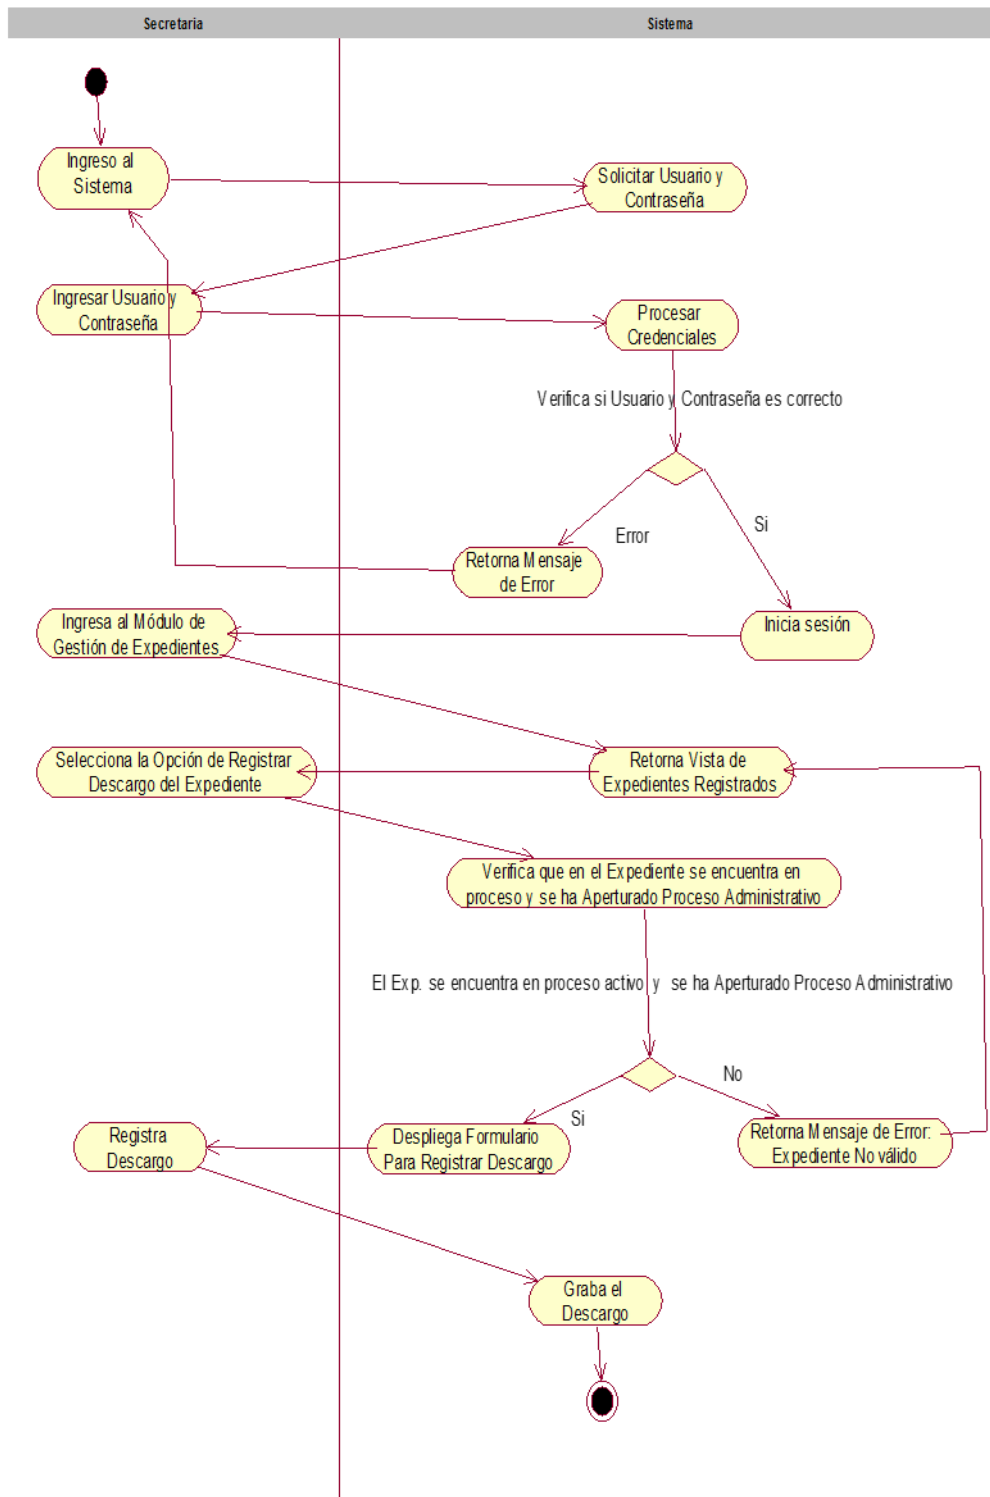 Secretaria
Sistema
Ingreso al
Sistema
Solicitar Usuario y
Contraseña
Ingresar Usuario y
Contraseña
Procesar
Credenciales
Verifica si Usuario y Contraseña es correcto
Error
Si
Retorna Mensaje
de Error
Inicia sesión
Ingresa al Módulo de
Gestión de Expedientes
Selecciona la Opción de Registrar
Descargo del Expediente
Retorna Vista de
Expedientes Registrados
Verifica que en el Expediente se encuentra en
proceso y se ha Aperturado Proceso Administrativo
El Exp. se encuentra en proceso activo y se ha Aperturado Proceso Administrativo
No
Si
Registra
Descargo
Despliega Formulario
Para Registrar Descargo
Retorna Mensaje de Error:
Expediente No válido
Graba el
Descargo